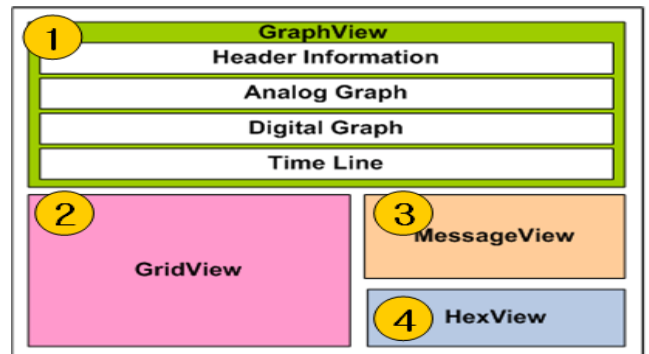 1
GraphView
Header Information
Analog Graph
Digital Graph
Time Line
2
GridView
3
MessageView
4
HexView